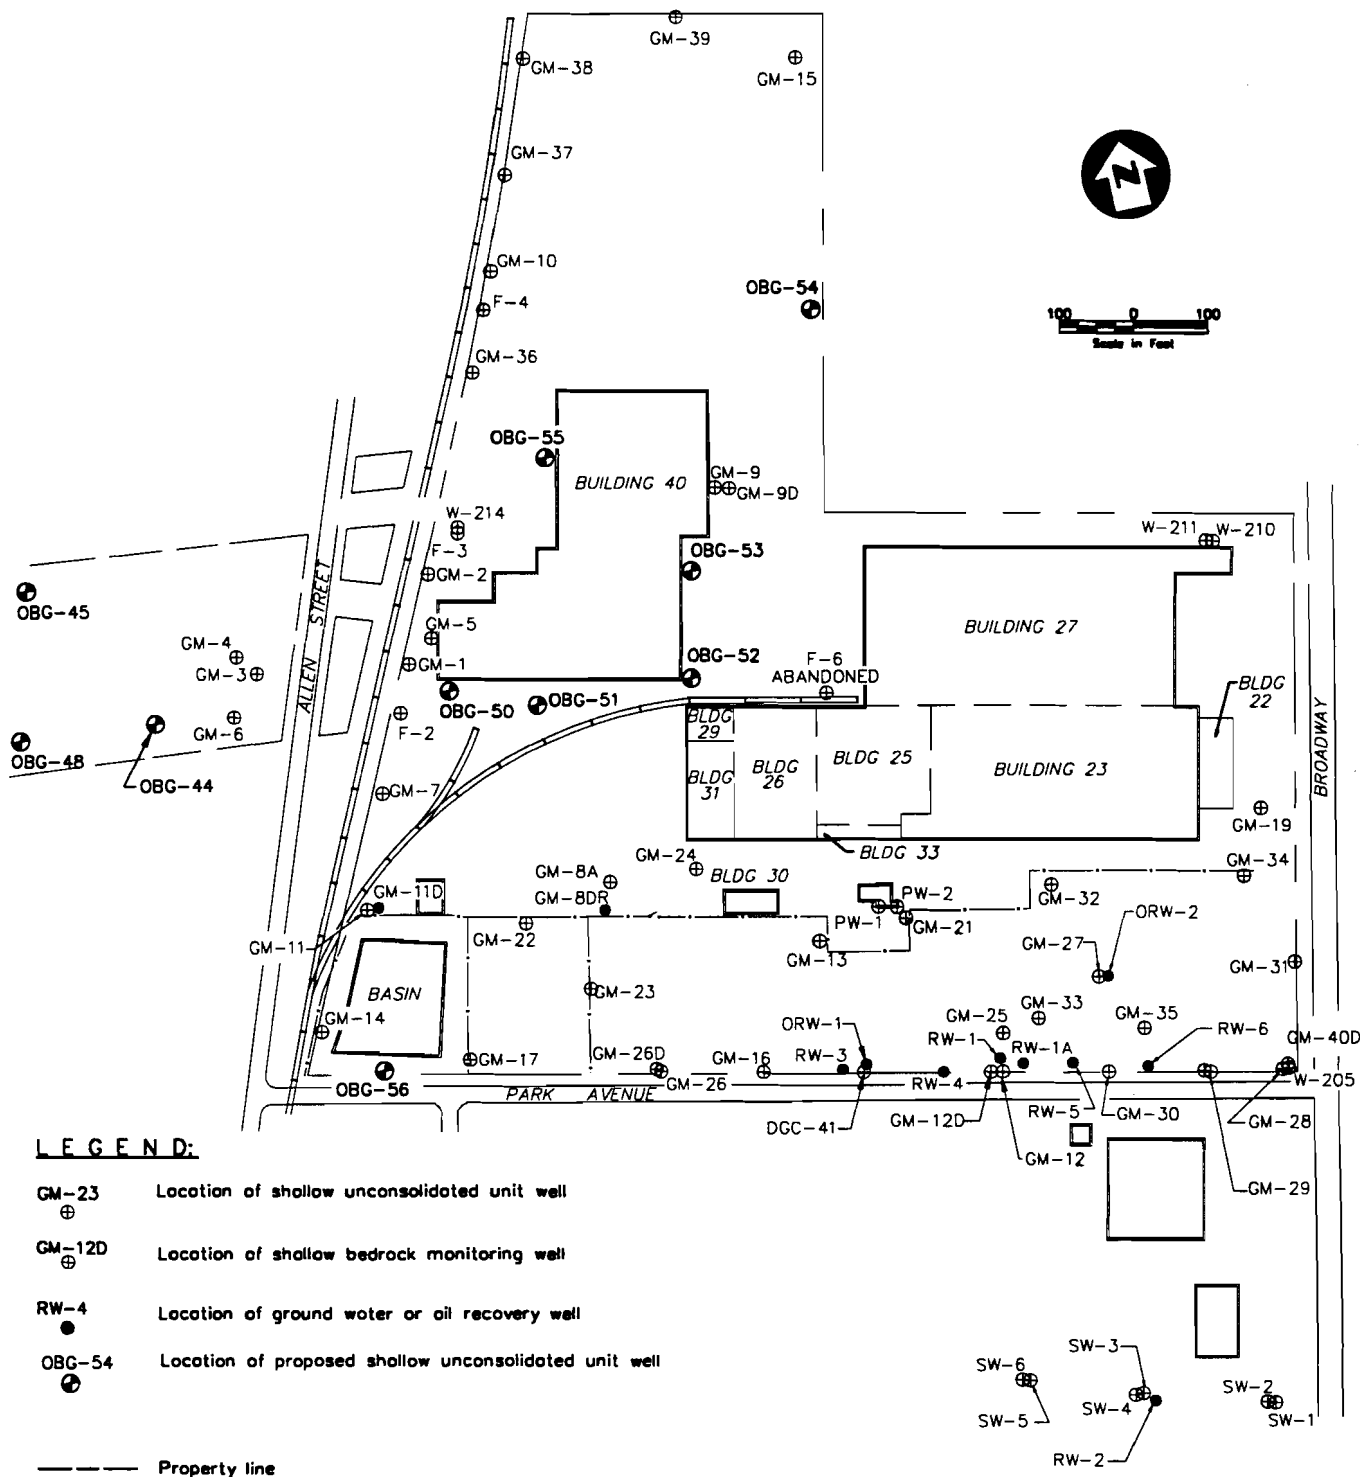 GM-39
GM-38
GM-15
GM-37
N
GM-10
OBG-54
F-4
100 0 100
Scale in Feet
GM-36
OBG-55
BUILDING 40
GM-9
GM-9D
W-214
F-3
W-211
W-210
OBG-53
GM-2
OBG-45
ALLEN STREET
GM-5
BUILDING 27
GM-4
GM-3
GM-1
OBG-52
F-6
ABANDONED
BLDG
22
GM-6
OBG-50
OBG-51
F-2
BLDG
29
OBG-48
OBG-44
BLDG
31
BLDG
26
BLDG 25
BUILDING 23
BROADWAY
GM-7
GM-19
BLDG 33
GM-24
BLDG 30
GM-8A
GM-34
GM-11D
GM-8DR
PW-2
GM-32
PW-1
GM-21
ORW-2
GM-22
GM-11
GM-13
GM-27
GM-31
BASIN
GM-23
GM-33
GM-14
GM-25
GM-35
ORW-1
RW-1
RW-1A
RW-6
GM-40D
GM-17
GM-26D
GM-16
RW-3
GM-26
RW-4
W-205
OBG-56
PARK AVENUE
RW-5
GM-30
GM-28
DGC-41
GM-12D
GM-12
GM-29
LEGEND:
GM-23 Location of shallow unconsolidated unit well
GM-12D Location of shallow bedrock monitoring well
RW-4 Location of ground water or oil recovery well
OBG-54 Location of proposed shallow unconsolidated unit well
SW-3
SW-6
SW-2
SW-4
SW-5
SW-1
RW-2
Property line